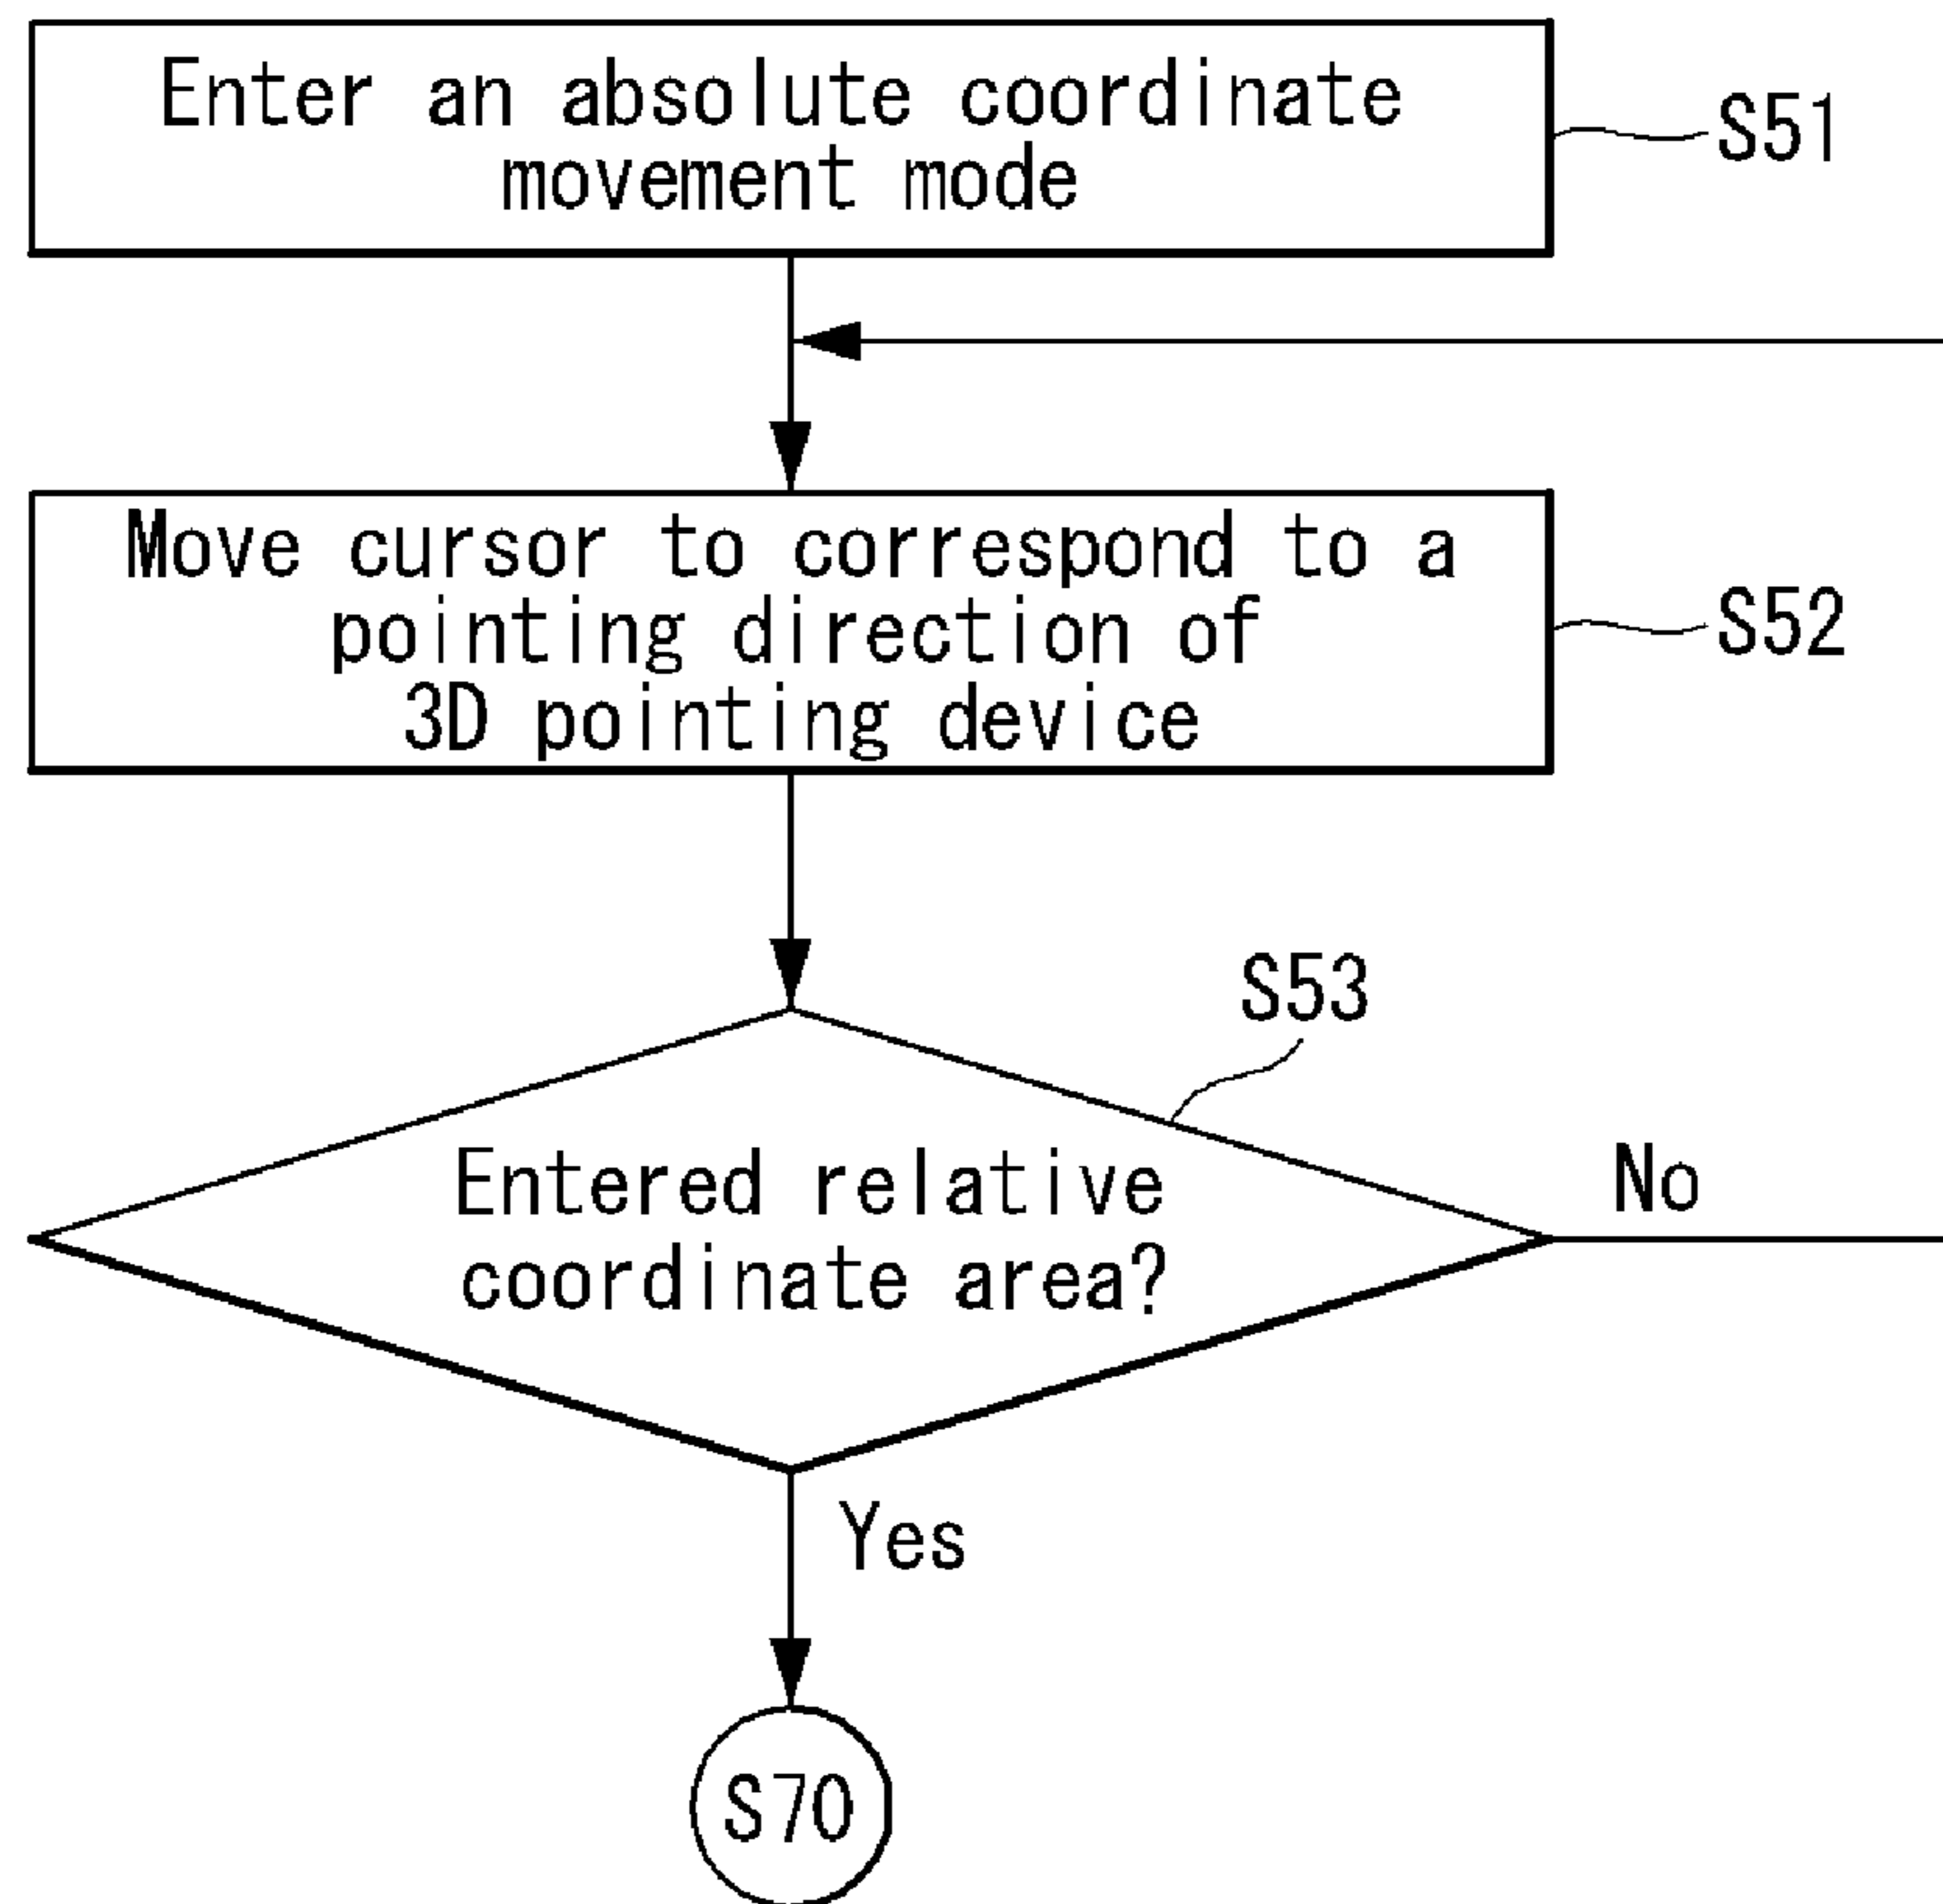 Enter an absolute coordinate
movement mode
S51
Move cursor to correspond to a
pointing direction of
3D pointing device
S52
S53
Entered relative
coordinate area?
No
Yes
S70